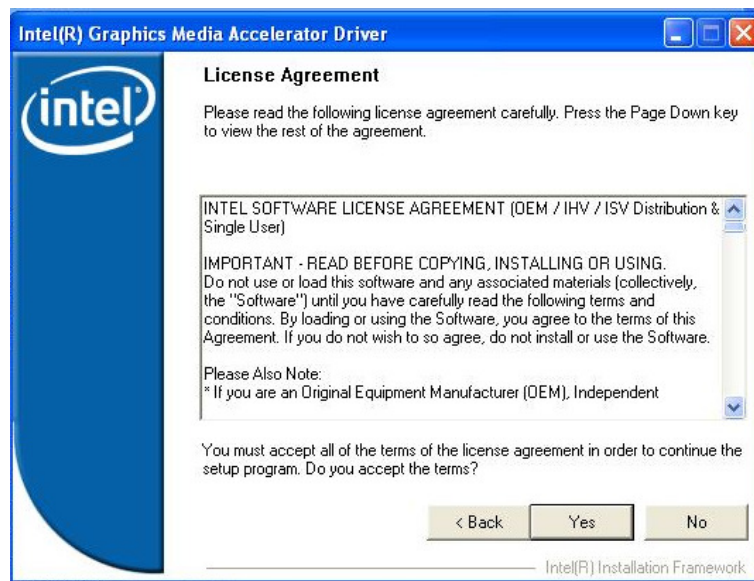 Intel(R) Graphics Media Accelerator Driver
intel
License Agreement
Please read the following license agreement carefully. Press the Page Down key
to view the rest of the agreement.
INTEL SOFTWARE LICENSE AGREEMENT (OEM / IHV / ISV Distribution &
Single User)
IMPORTANT - READ BEFORE COPYING, INSTALLING OR USING.
Do not use or load this software and any associated materials (collectively,
the "Software") until you have carefully read the following terms and
conditions. By loading or using the Software, you agree to the terms of this
Agreement. If you do not wish to so agree, do not install or use the Software.
Please Also Note:
* If you are an Original Equipment Manufacturer (OEM), Independent
You must accept all of the terms of the license agreement in order to continue the
setup program. Do you accept the terms?
< Back
Yes
No
Intel(R) Installation Framework